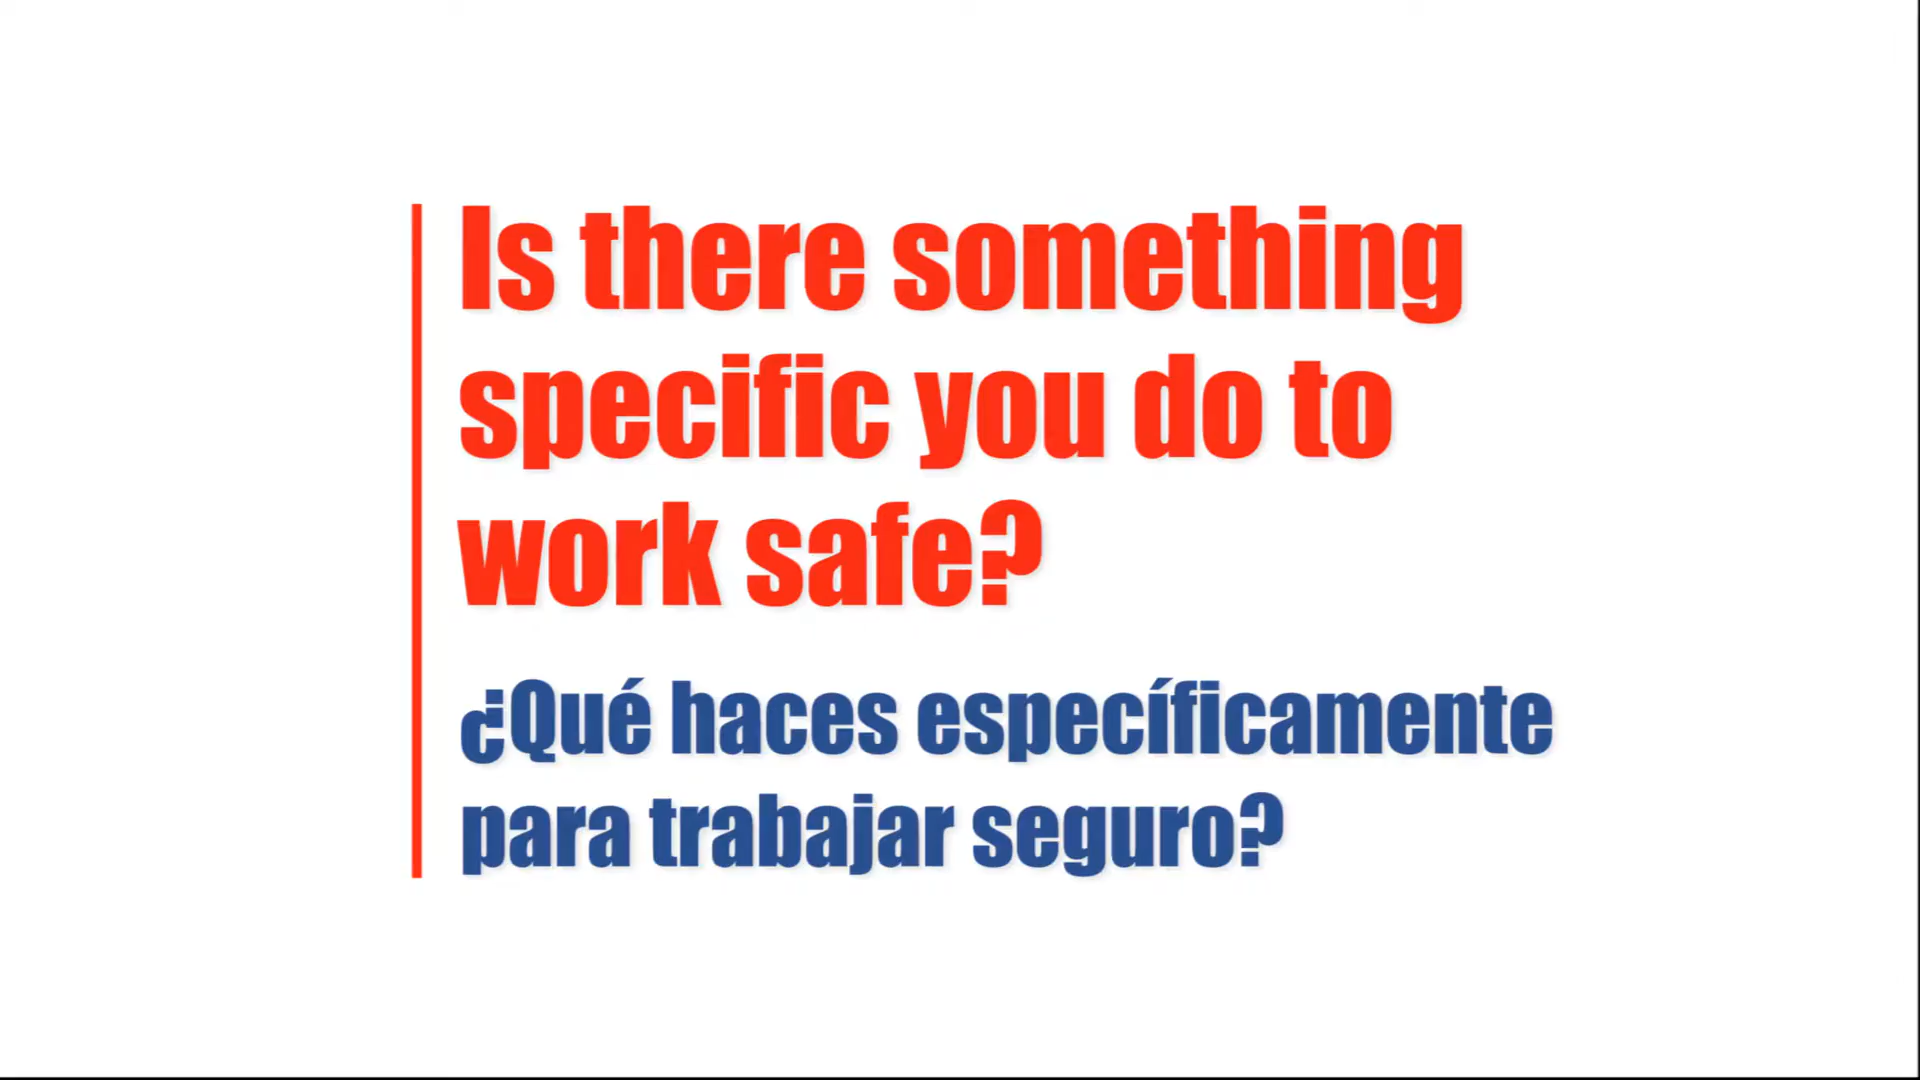 Is there something
specific you do to
work safe?
¿Qué haces específicamente
para trabajar seguro?